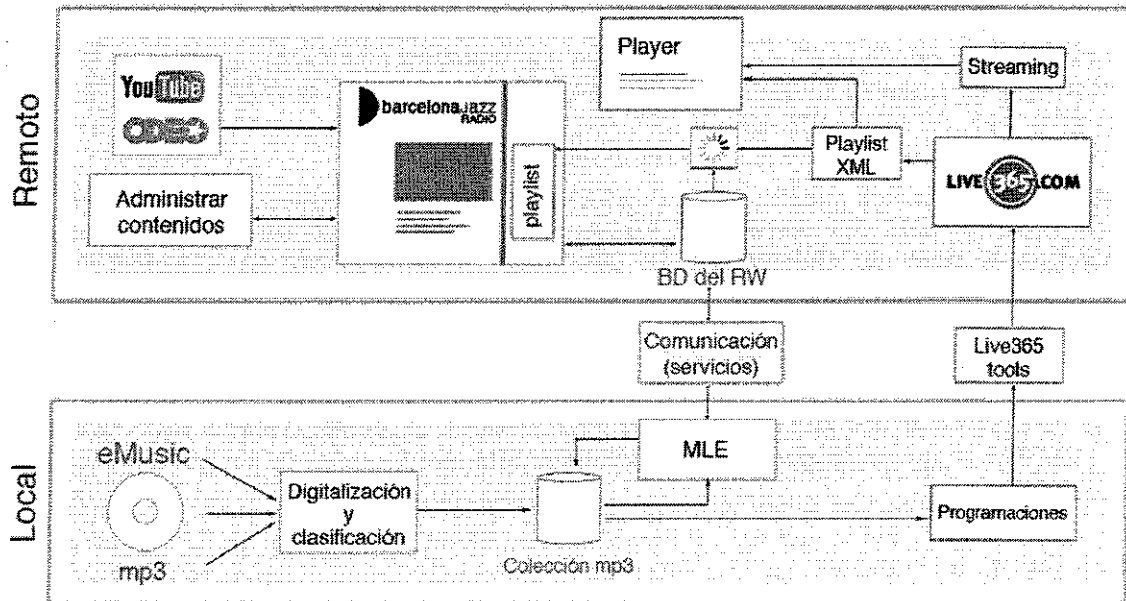 Remoto
YouTube
ODEO
Administrar
contenidos
barcelonaJAZZ
RADIO
playlist
Player
Streaming
Playlist
XML
LIVE365.COM
BD del RW
Comunicación
(servicios)
Live365
tools
Local
eMusic
mp3
Digitalización
y
clasificación
Colección mp3
MLE
Programaciones